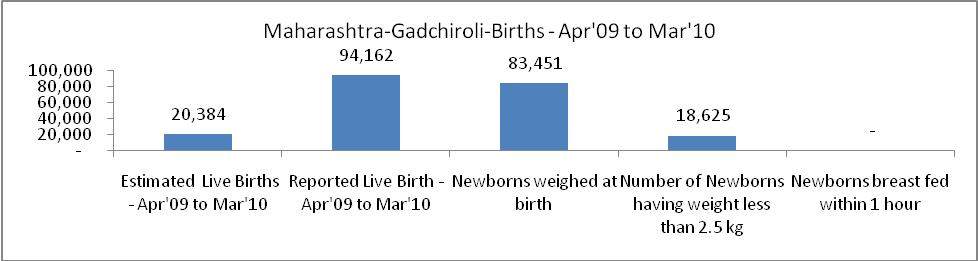 Maharashtra-Gadchiroli-Births - Apr'09 to Mar'10
100,000
80,000
60,000
40,000
20,000
-
20,384
94,162
83,451
18,625
-
Estimated Live Births
- Apr'09 to Mar'10
Reported Live Birth -
Apr'09 to Mar'10
Newborns weighed at
birth
Number of Newborns
having weight less
than 2.5 kg
Newborns breast fed
within 1 hour